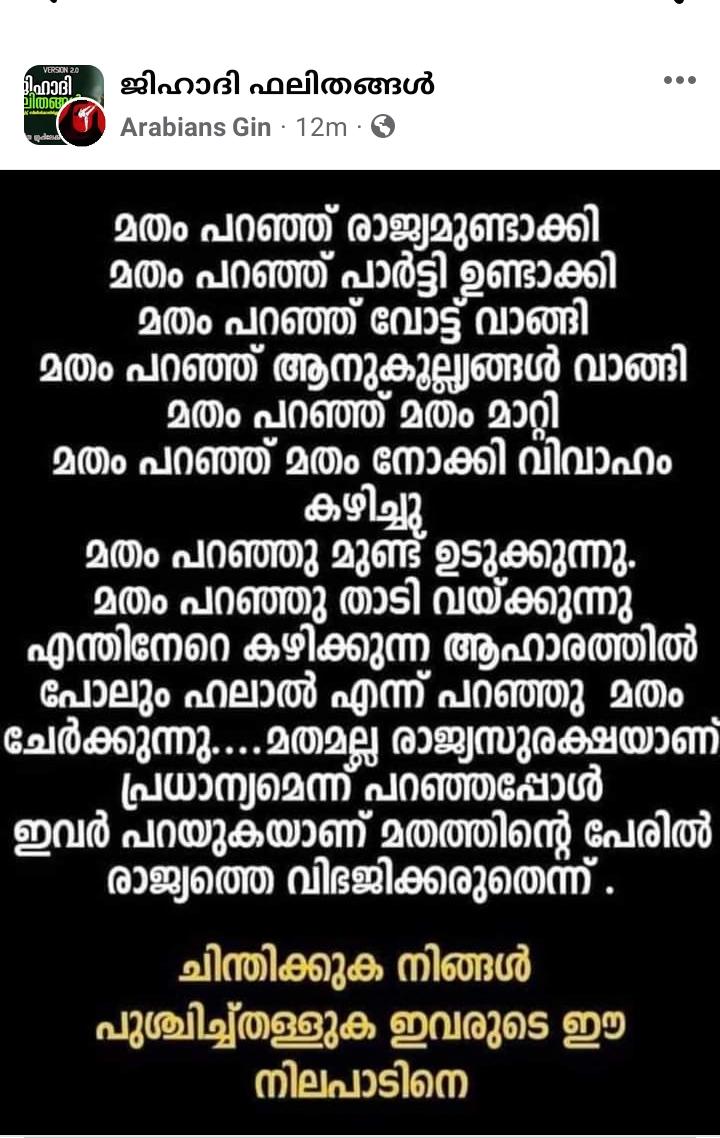 VERSION 2.0
ജിഹാദി ഫലിതങ്ങൾ
Arabians Gin · 12m ·
മതം പറഞ്ഞ് രാജ്യമുണ്ടാക്കി
മതം പറഞ്ഞ് പാർട്ടി ഉണ്ടാക്കി
മതം പറഞ്ഞ് വോട്ട് വാങ്ങി
മതം പറഞ്ഞ് ആനുകൂല്ല്യങ്ങൾ വാങ്ങി
മതം പറഞ്ഞ് മതം മാറ്റി
മതം പറഞ്ഞ് മതം നോക്കി വിവാഹം
കഴിച്ചു
മതം പറഞ്ഞു മുണ്ട് ഉടുക്കുന്നു.
മതം പറഞ്ഞു താടി വയ്ക്കുന്നു
എന്തിനേറെ കഴിക്കുന്ന ആഹാരത്തിൽ
പോലും ഹലാൽ എന്ന് പറഞ്ഞു മതം
ചേർക്കുന്നു....മതമല്ല രാജ്യസുരക്ഷയാണ്
പ്രധാന്യമെന്ന് പറഞ്ഞപ്പോൾ
ഇവർ പറയുകയാണ് മതത്തിന്റെ പേരിൽ
രാജ്യത്തെ വിഭജിക്കരുതെന്ന് .
ചിന്തിക്കുക നിങ്ങൾ
പുശ്ചിച്ച്തള്ളുക ഇവരുടെ ഈ
നിലപാടിനെ